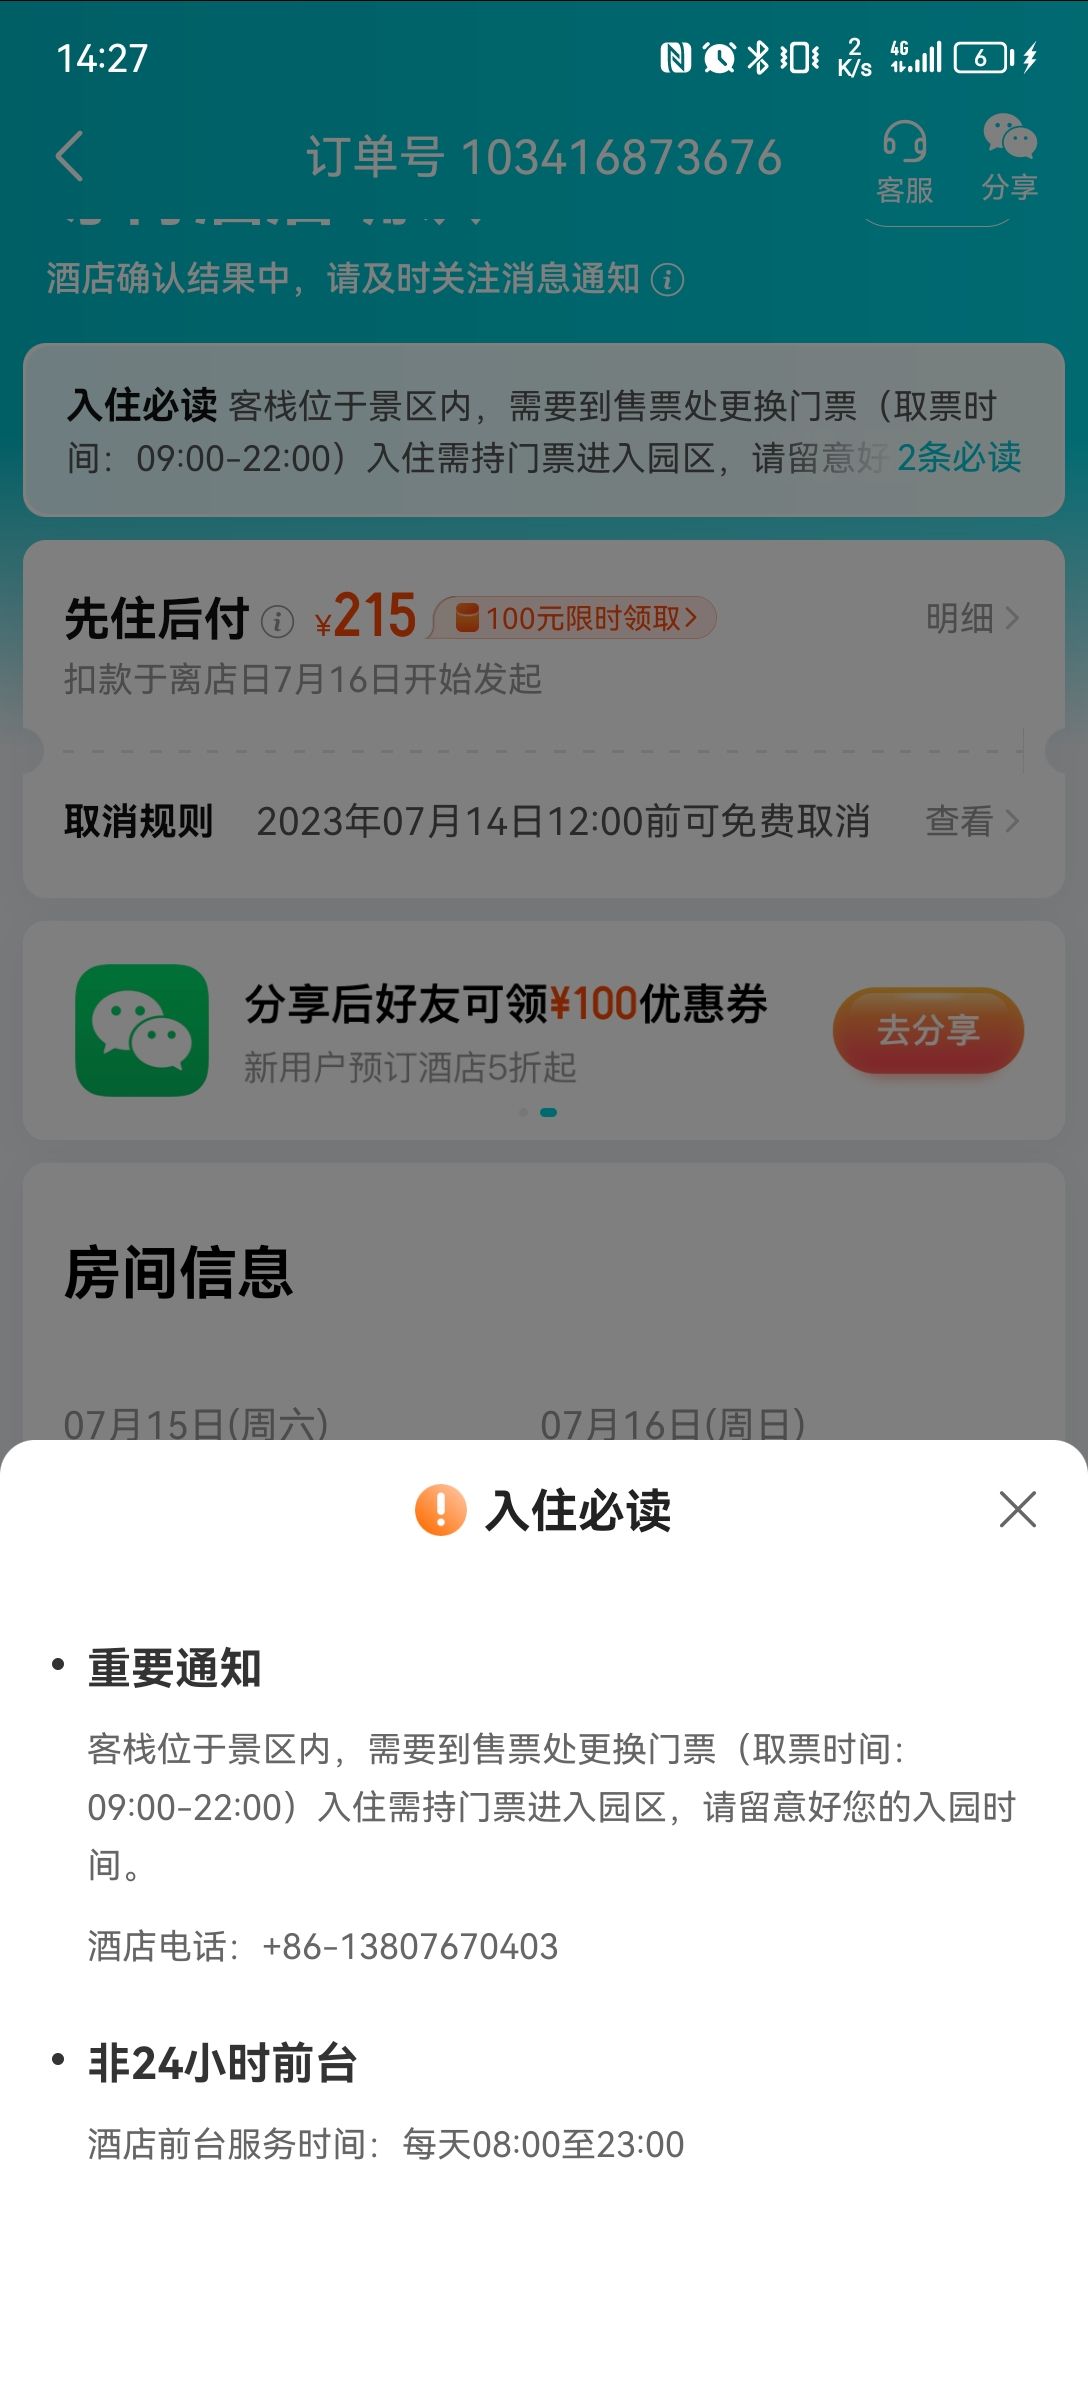 14:27
2
K/s
4G
6
订单号 103416873676
客服
分享
酒店确认结果中，请及时关注消息通知
入住必读 客栈位于景区内，需要到售票处更换门票（取票时
间：09:00-22:00）入住需持门票进入园区，请留意好 2条必读
先住后付 ¥215 100元限时领取> 明细 >
扣款于离店日7月16日开始发起
取消规则 2023年07月14日12:00前可免费取消 查看 >
分享后好友可领¥100优惠券
新用户预订酒店5折起
去分享
房间信息
07月15日(周六) 07月16日(周日)
入住必读
• 重要通知
客栈位于景区内，需要到售票处更换门票（取票时间：
09:00-22:00）入住需持门票进入园区，请留意好您的入园时
间。
酒店电话：+86-13807670403
• 非24小时前台
酒店前台服务时间：每天08:00至23:00